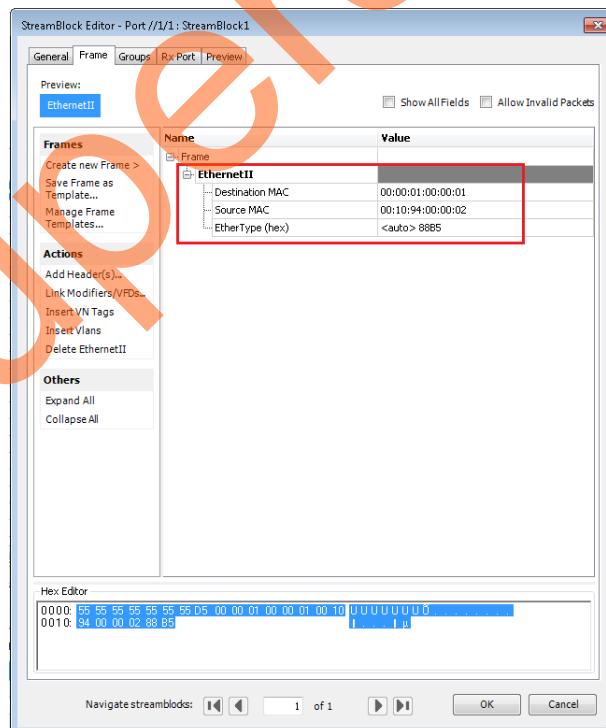 StreamBlock Editor - Port //1/1 : StreamBlock1
General Frame Groups Rx Port Preview
Preview:
EthernetII
Show All Fields Allow Invalid Packets
Frames
Create new Frame >
Save Frame as
Template...
Manage Frame
Templates...
Actions
Add Header(s)...
Link Modifiers/VFDs...
Insert VN Tags
Insert Vlans
Delete EthernetII
Others
Expand All
Collapse All
Name Value
Frame
EthernetII
Destination MAC 00:00:01:00:00:01
Source MAC 00:10:94:00:00:02
EtherType (hex) <auto> 88B5
Hex Editor
0000: 55 55 55 55 55 55 55 D5 00 00 01 00 00 01 00 10 U U U U U U U Õ . . . . . . . .
0010: 94 00 00 02 88 B5 | . . . | µ
Navigate streamblocks: 1 of 1 OK Cancel